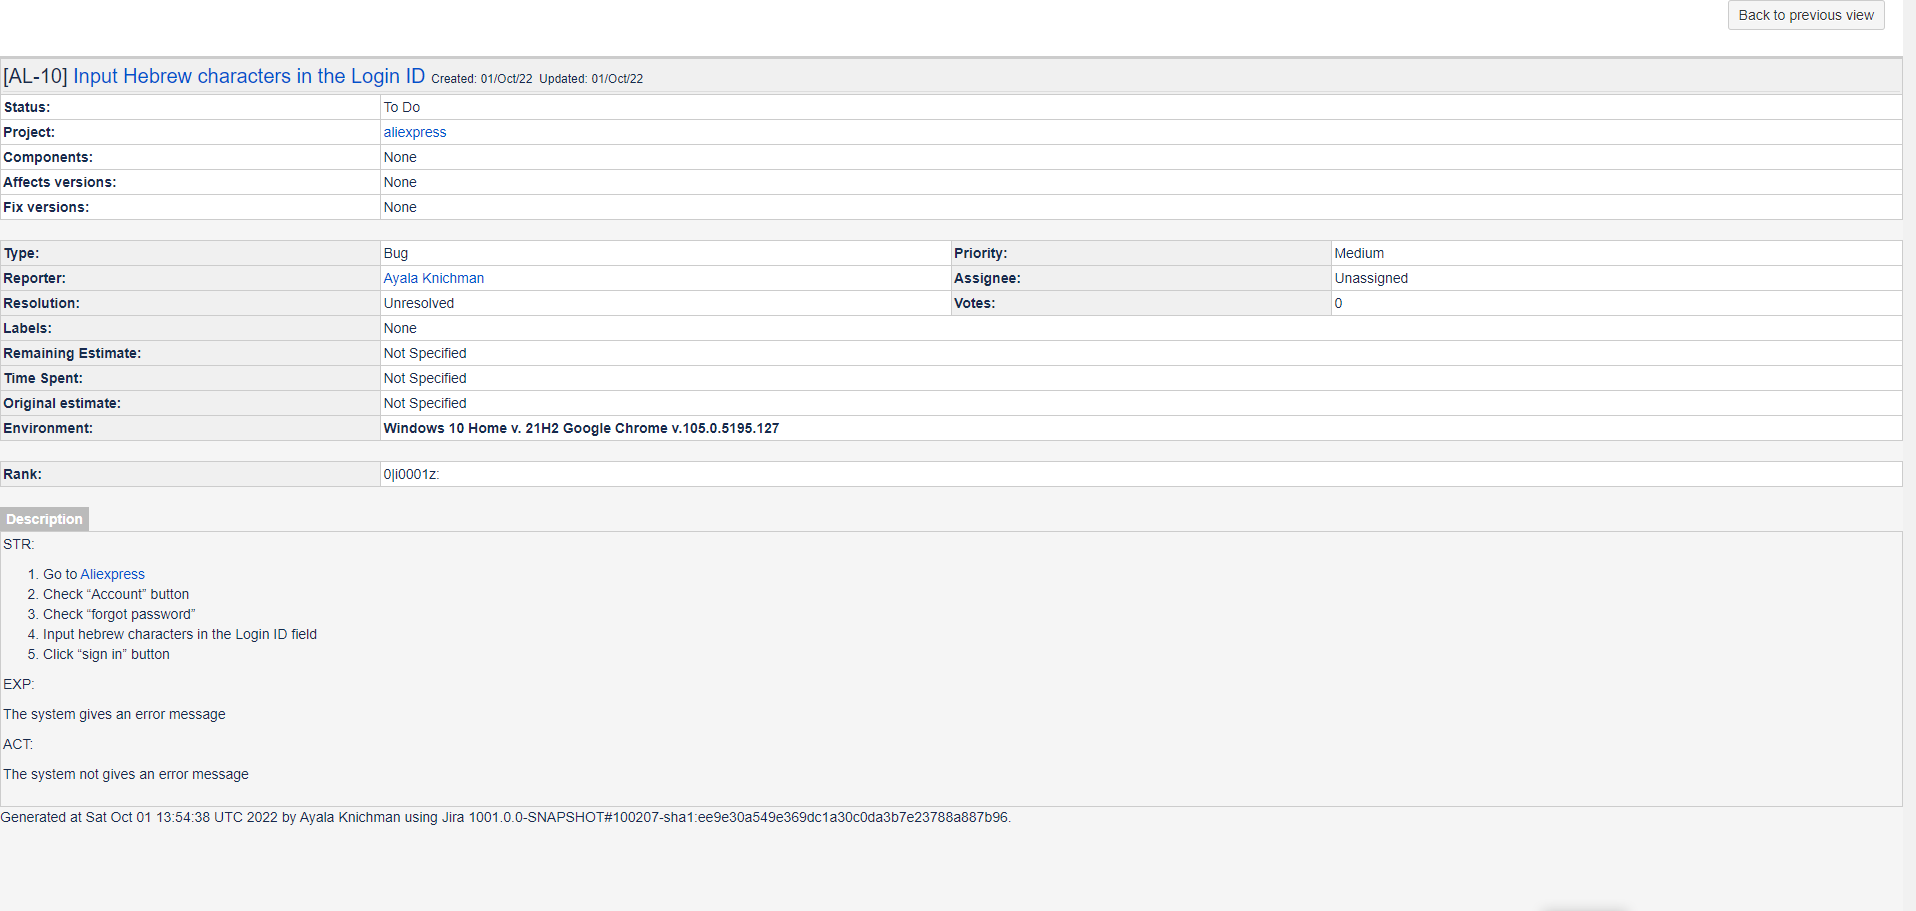 Back to previous view
[AL-10] Input Hebrew characters in the Login ID Created: 01/Oct/22 Updated: 01/Oct/22
Status: To Do
Project: aliexpress
Components: None
Affects versions: None
Fix versions: None
Type: Bug Priority: Medium
Reporter: Ayala Knichman Assignee: Unassigned
Resolution: Unresolved Votes: 0
Labels: None
Remaining Estimate: Not Specified
Time Spent: Not Specified
Original estimate: Not Specified
Environment: Windows 10 Home v. 21H2 Google Chrome v.105.0.5195.127
Rank: 0|i0001z:
Description
STR:
1. Go to Aliexpress
2. Check “Account” button
3. Check “forgot password”
4. Input hebrew characters in the Login ID field
5. Click “sign in” button
EXP:
The system gives an error message
ACT:
The system not gives an error message
Generated at Sat Oct 01 13:54:38 UTC 2022 by Ayala Knichman using Jira 1001.0.0-SNAPSHOT#100207-sha1:ee9e30a549e369dc1a30c0da3b7e23788a887b96.